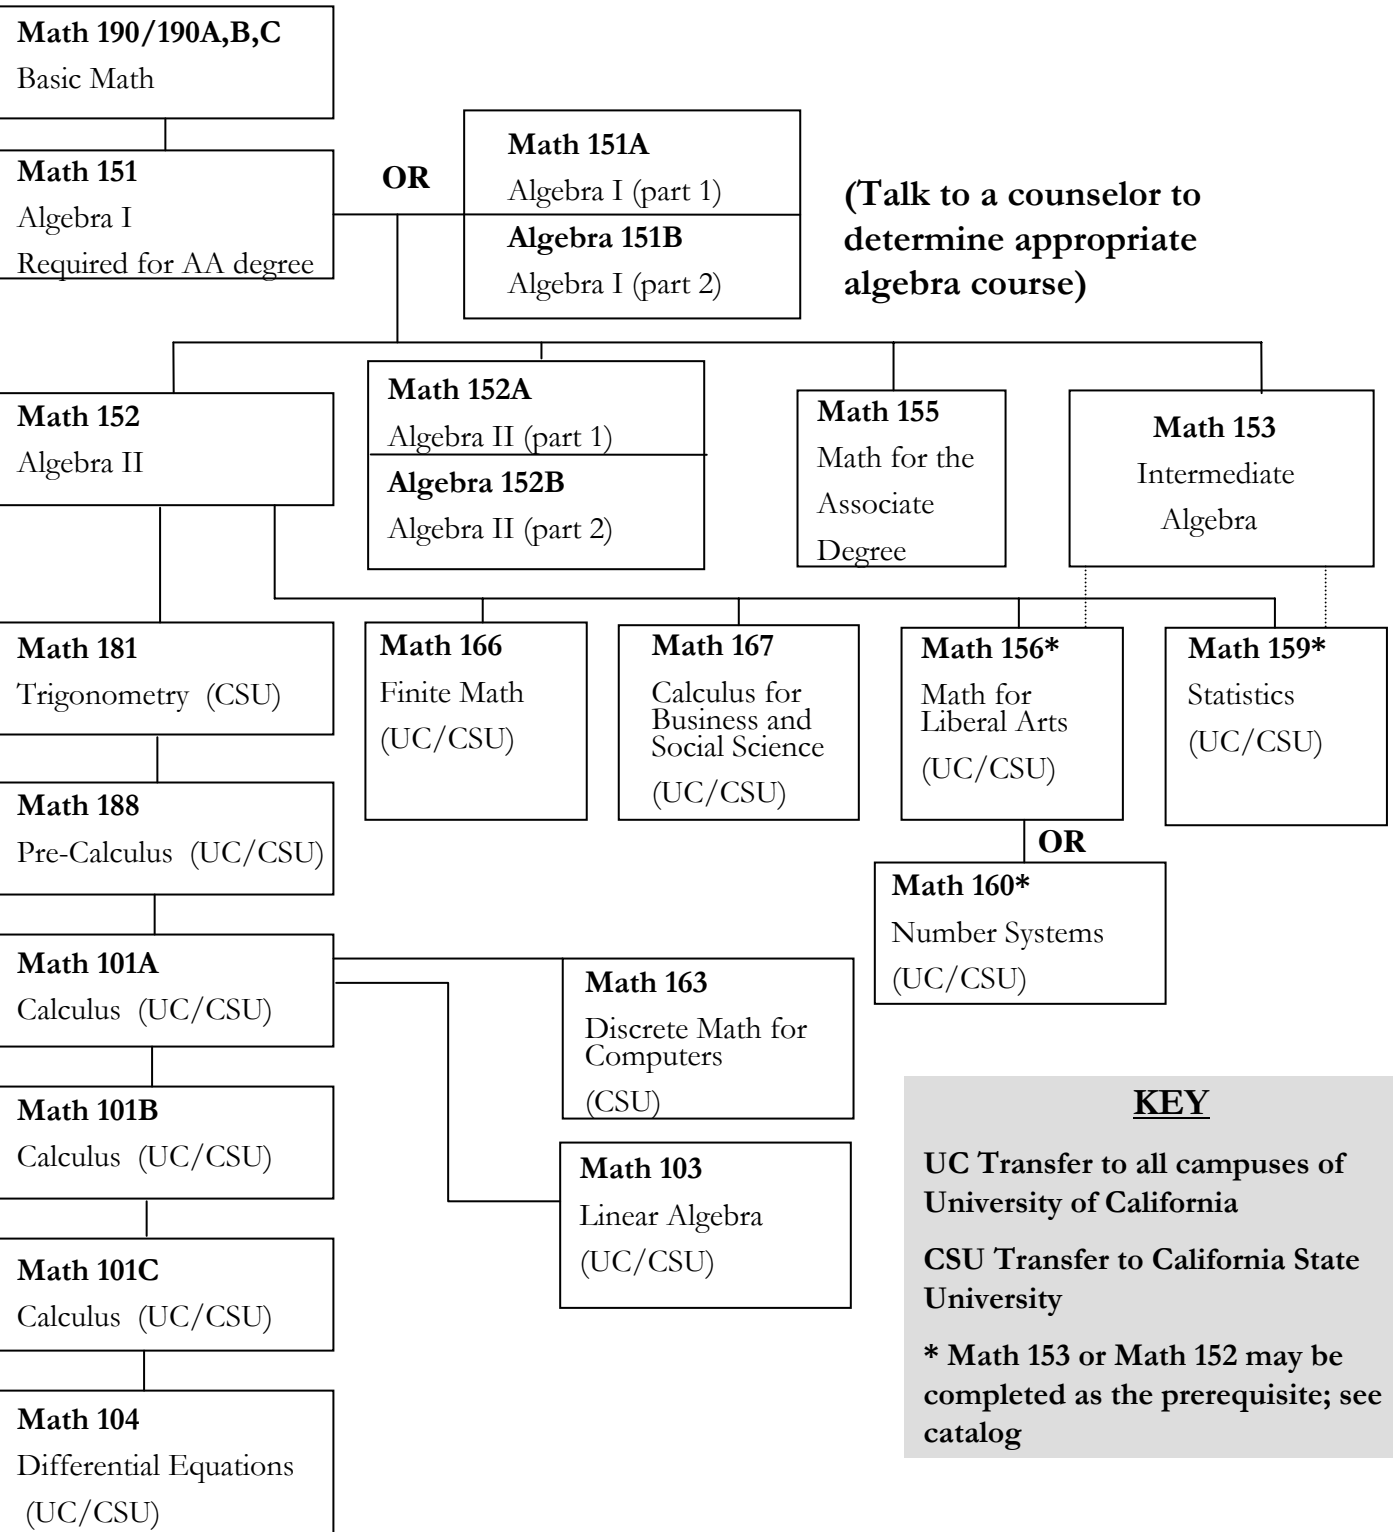 Math 190/190A,B,C
Basic Math
Math 151
Algebra I
Required for AA degree
OR
Math 151A
Algebra I (part 1)
Algebra 151B
Algebra I (part 2)
(Talk to a counselor to
determine appropriate
algebra course)
Math 152
Algebra II
Math 152A
Algebra II (part 1)
Algebra 152B
Algebra II (part 2)
Math 155
Math for the
Associate
Degree
Math 153
Intermediate
Algebra
Math 181
Trigonometry (CSU)
Math 166
Finite Math
(UC/CSU)
Math 167
Calculus for
Business and
Social Science
(UC/CSU)
Math 156*
Math for
Liberal Arts
(UC/CSU)
Math 159*
Statistics
(UC/CSU)
Math 188
Pre-Calculus (UC/CSU)
OR
Math 160*
Number Systems
(UC/CSU)
Math 101A
Calculus (UC/CSU)
Math 163
Discrete Math for
Computers
(CSU)
Math 101B
Calculus (UC/CSU)
Math 103
Linear Algebra
(UC/CSU)
Math 101C
Calculus (UC/CSU)
Math 104
Differential Equations
(UC/CSU)
KEY
UC Transfer to all campuses of
University of California
CSU Transfer to California State
University
* Math 153 or Math 152 may be
completed as the prerequisite; see
catalog